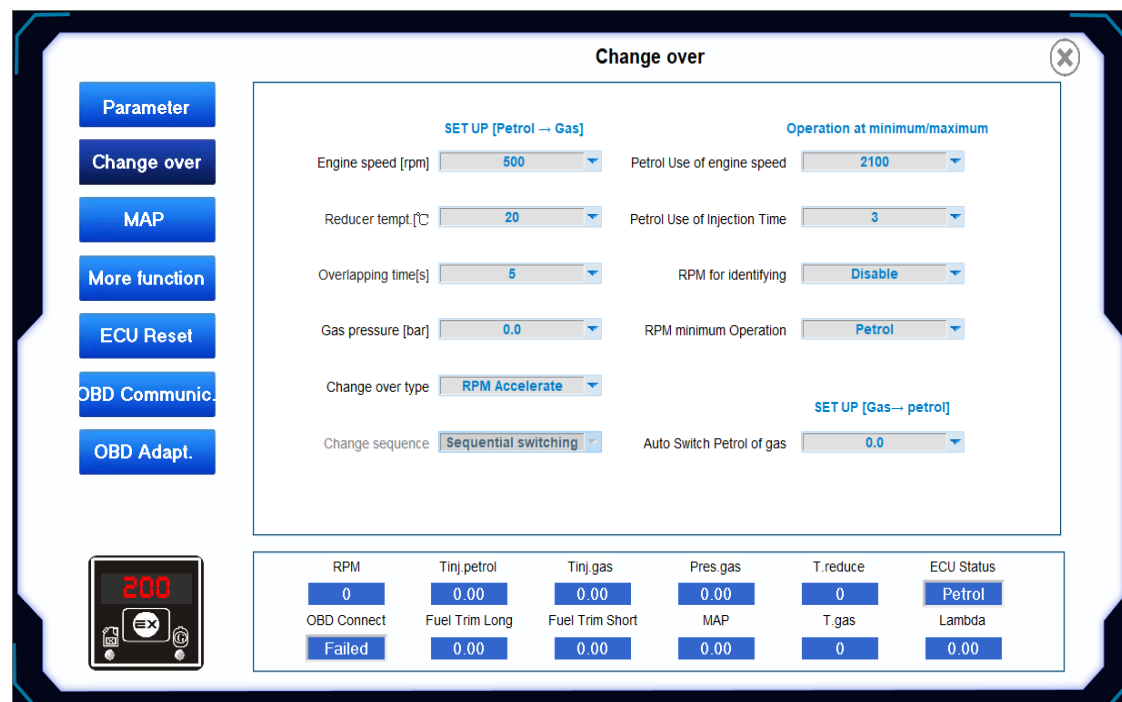 Change over
Parameter
Change over
MAP
More function
ECU Reset
OBD Communic.
OBD Adapt.
SET UP [Petrol → Gas]
Engine speed [rpm] 500
Reducer tempt.[℃ 20
Overlapping time[s] 5
Gas pressure [bar] 0.0
Change over type RPM Accelerate
Change sequence Sequential switching
Operation at minimum/maximum
Petrol Use of engine speed 2100
Petrol Use of Injection Time 3
RPM for identifying Disable
RPM minimum Operation Petrol
SET UP [Gas→ petrol]
Auto Switch Petrol of gas 0.0
200
EX
G
RPM Tinj.petrol Tinj.gas Pres.gas T.reduce ECU Status
0 0.00 0.00 0.00 0 Petrol
OBD Connect Fuel Trim Long Fuel Trim Short MAP T.gas Lambda
Failed 0.00 0.00 0.00 0 0.00